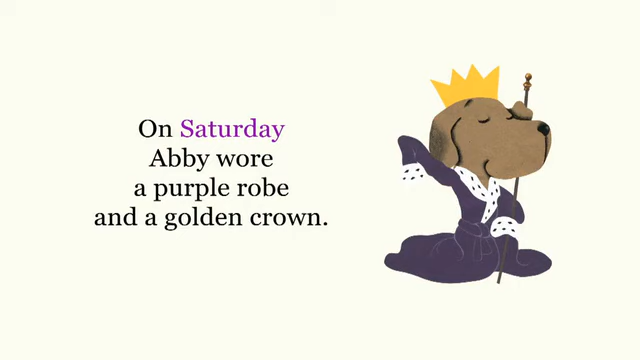 On Saturday
Abby wore
a purple robe
and a golden crown.